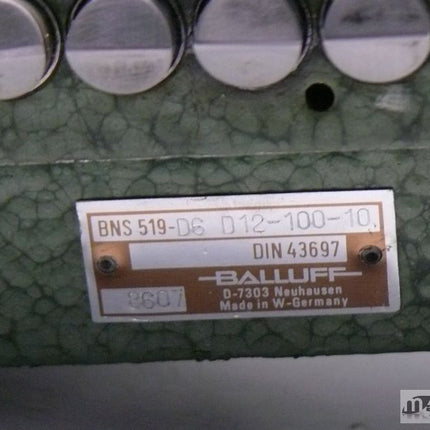 BNS 519-D6 D12-100-10
DIN 43697
BALLUFF
8607
D-7303 Neuhausen
Made in W-Germany